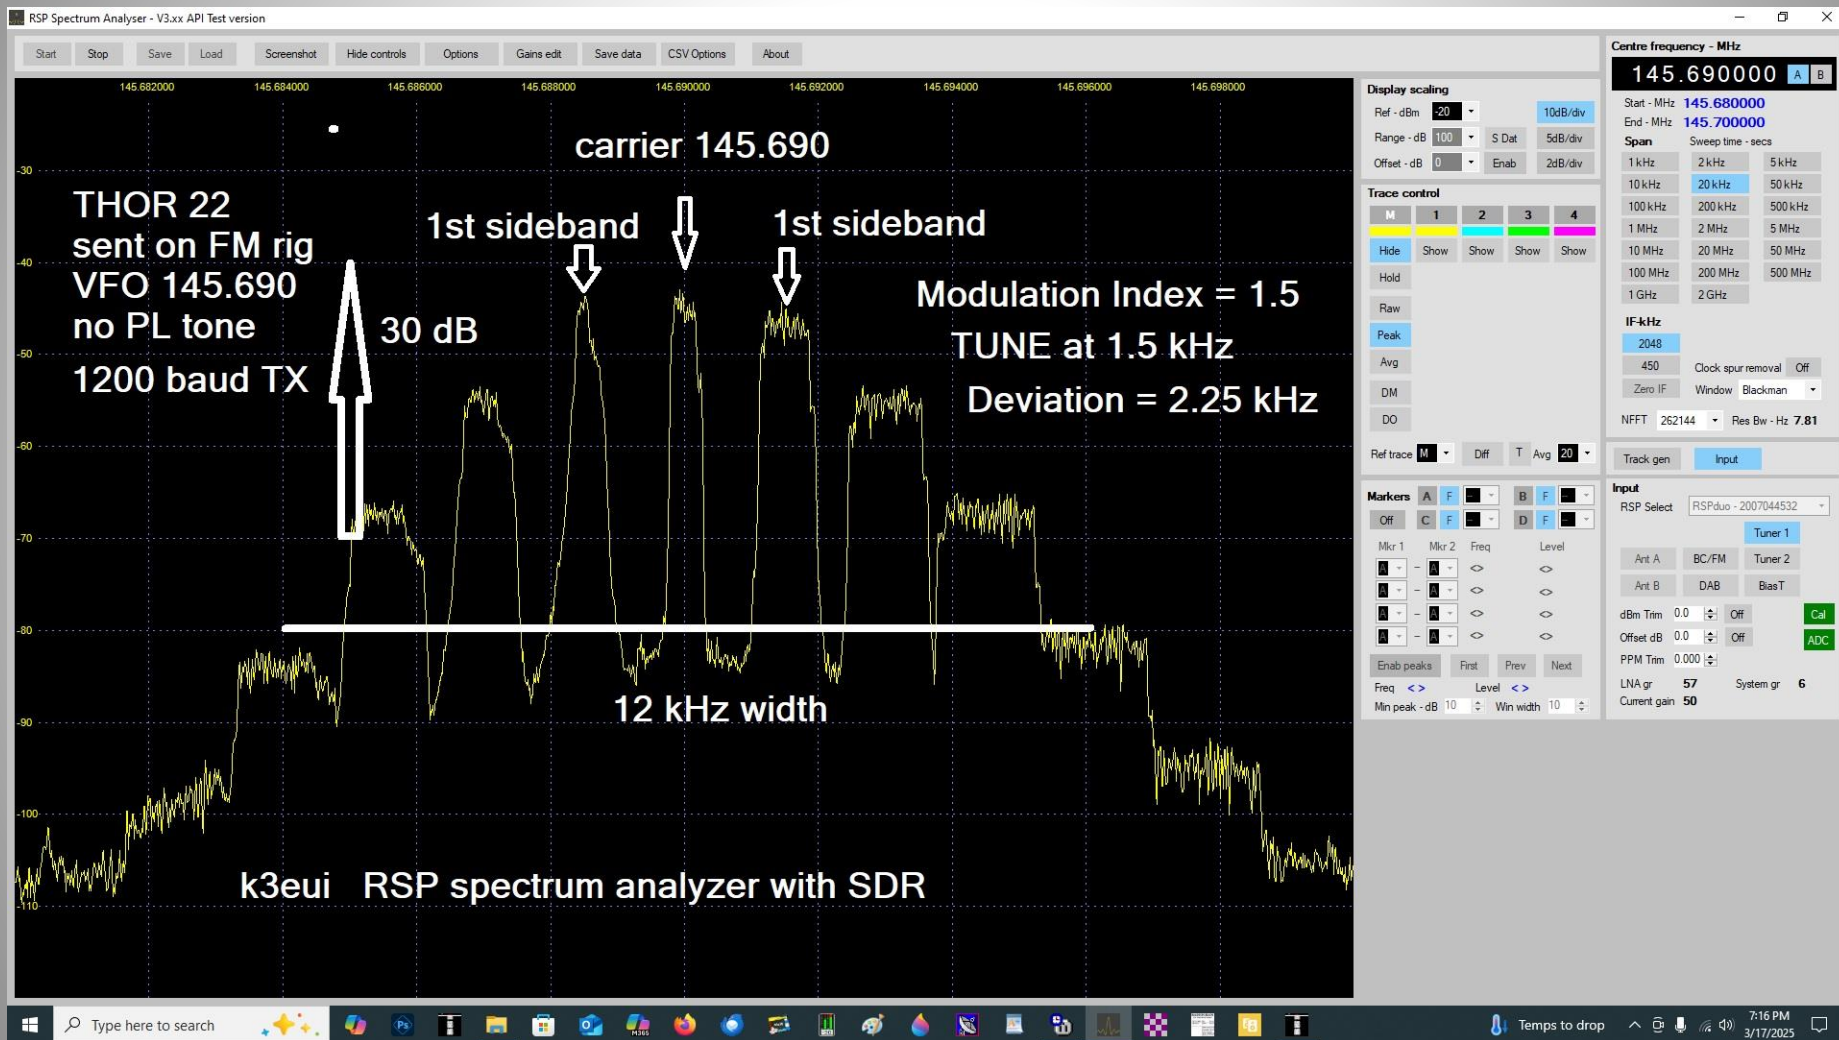 RSP Spectrum Analyser - V3.xx API Test version
Start Stop Save Load Screenshot Hide controls Options Gains edit Save data CSV Options About
145.682000 145.684000 145.686000 145.688000 145.690000 145.692000 145.694000 145.696000 145.698000
-30
-40
-50
-60
-70
-80
-90
-100
-110
carrier 145.690
1st sideband
1st sideband
THOR 22
sent on FM rig
VFO 145.690
no PL tone
1200 baud TX
30 dB
Modulation Index = 1.5
TUNE at 1.5 kHz
Deviation = 2.25 kHz
12 kHz width
k3eui RSP spectrum analyzer with SDR
Display scaling
Ref - dBm -20 10dB/div
Range - dB 100 S Dat 5dB/div
Offset - dB 0 Enab 2dB/div
Trace control
M 1 2 3 4
Hide Show Show Show Show
Hold
Raw
Peak
Avg
DM
DO
Ref trace M Diff T Avg 20
Markers A F - B F -
Off C F - D F -
Mkr 1 Mkr 2 Freq Level
A - A <> <>
A - A <> <>
A - A <> <>
A - A <> <>
Enab peaks First Prev Next
Freq < > Level < >
Min peak - dB 10 Win width 10
Centre frequency - MHz
145.690000 A B
Start - MHz 145.680000
End - MHz 145.700000
Span Sweep time - secs
1 kHz 2 kHz 5 kHz
10 kHz 20 kHz 50 kHz
100 kHz 200 kHz 500 kHz
1 MHz 2 MHz 5 MHz
10 MHz 20 MHz 50 MHz
100 MHz 200 MHz 500 MHz
1 GHz 2 GHz
IF-kHz
2048
450 Clock spur removal Off
Zero IF Window Blackman
NFFT 262144 Res Bw - Hz 7.81
Track gen Input
Input
RSP Select RSPduo - 2007044532
Tuner 1
Ant A BC/FM Tuner 2
Ant B DAB BiasT
dBm Trim 0.0 Off Cal
Offset dB 0.0 Off ADC
PPM Trim 0.000
LNA gr 57 System gr 6
Current gain 50
Type here to search
Ps
M365
Temps to drop
7:16 PM
3/17/2025